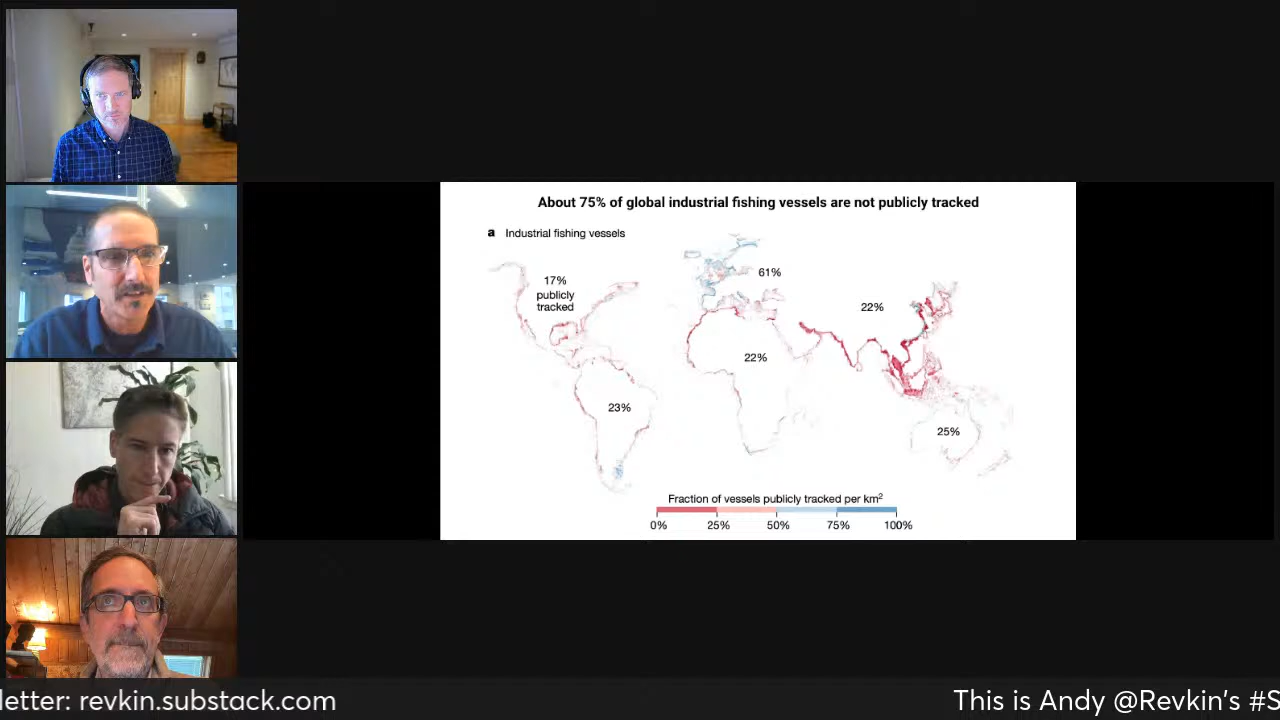 About 75% of global industrial fishing vessels are not publicly tracked
a Industrial fishing vessels
17%
publicly
tracked
61%
22%
22%
23%
25%
Fraction of vessels publicly tracked per km²
0% 25% 50% 75% 100%
letter: revkin.substack.com
This is Andy @Revkin's #S